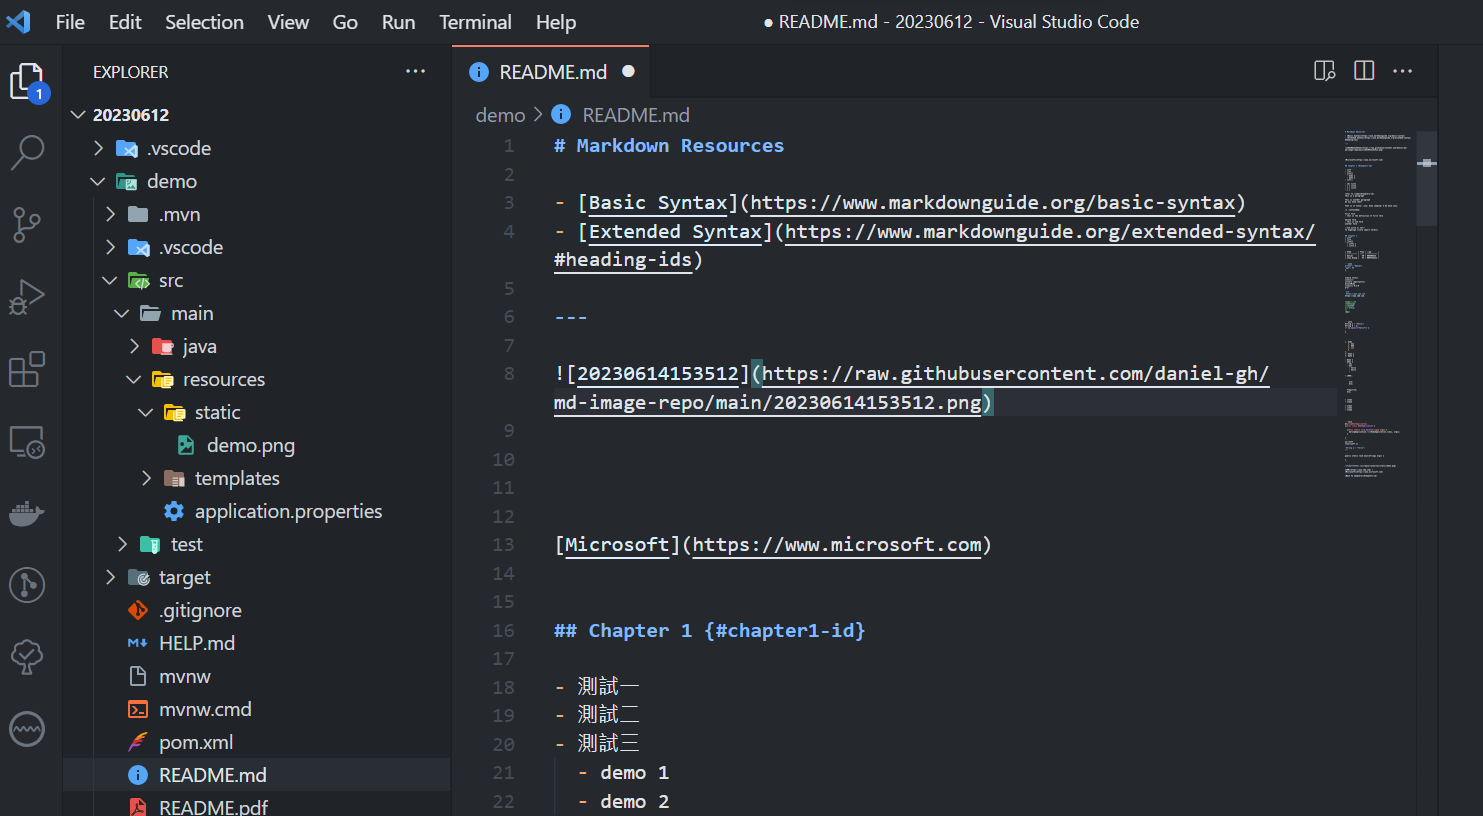 File Edit Selection View Go Run Terminal Help
● README.md - 20230612 - Visual Studio Code
EXPLORER
1
20230612
.vscode
demo
.mvn
.vscode
src
main
java
resources
static
demo.png
templates
application.properties
test
target
.gitignore
HELP.md
mvnw
mvnw.cmd
pom.xml
README.md
README.pdf
README.md
demo > README.md
1 # Markdown Resources
2
3 - [Basic Syntax](https://www.markdownguide.org/basic-syntax)
4 - [Extended Syntax](https://www.markdownguide.org/extended-syntax/
#heading-ids)
5
6 ---
7
8 ![20230614153512](https://raw.githubusercontent.com/daniel-gh/
md-image-repo/main/20230614153512.png)
9
10
11
12
13 [Microsoft](https://www.microsoft.com)
14
15
16 ## Chapter 1 {#chapter1-id}
17
18 - 測試一
19 - 測試二
20 - 測試三
21 - demo 1
22 - demo 2